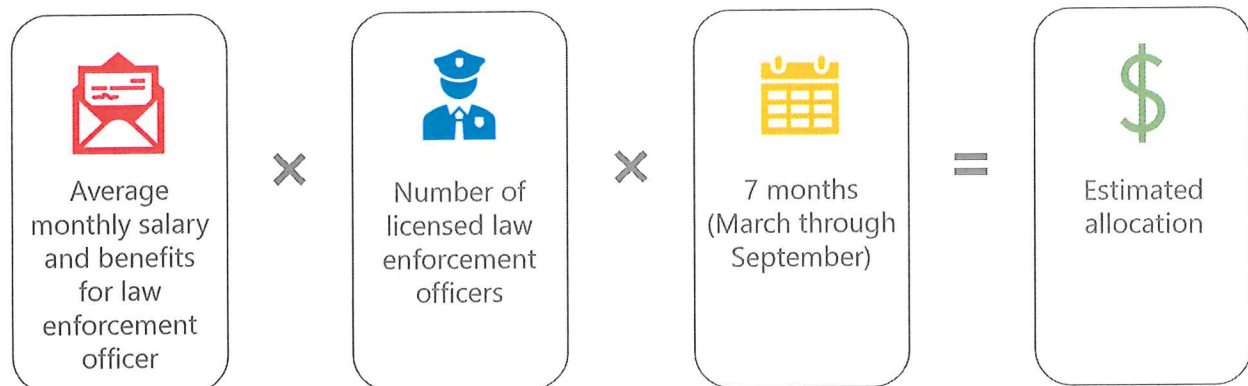 Average
monthly salary
and benefits
for law
enforcement
officer
×
Number of
licensed law
enforcement
officers
×
7 months
(March through
September)
=
$
Estimated
allocation